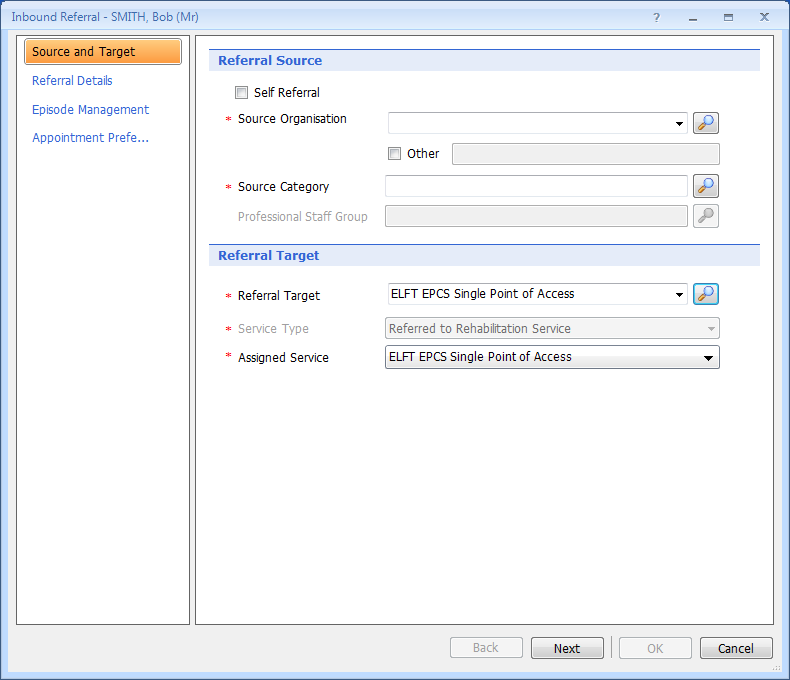 Inbound Referral - SMITH, Bob (Mr)
?
Source and Target
Referral Details
Episode Management
Appointment Prefe...
Referral Source
Self Referral
* Source Organisation
Other
* Source Category
Professional Staff Group
Referral Target
* Referral Target ELFT EPCS Single Point of Access
* Service Type Referred to Rehabilitation Service
* Assigned Service ELFT EPCS Single Point of Access
Back Next OK Cancel